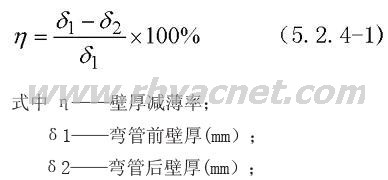 η=(δ₁-δ₂)/δ₁×100%　（5.2.4-1）
www.rhvacnet.com
式中 η——壁厚减薄率；
δ1——弯管前壁厚(mm）；
δ2——弯管后壁厚(mm）；